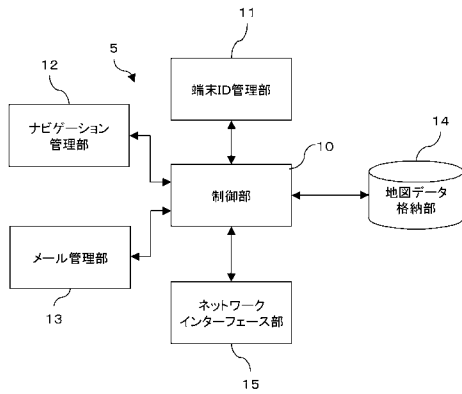 11
5
12
端末ID管理部
ナビゲーション
管理部
10
14
制御部
地図データ
格納部
メール管理部
13
ネットワーク
インターフェース部
15